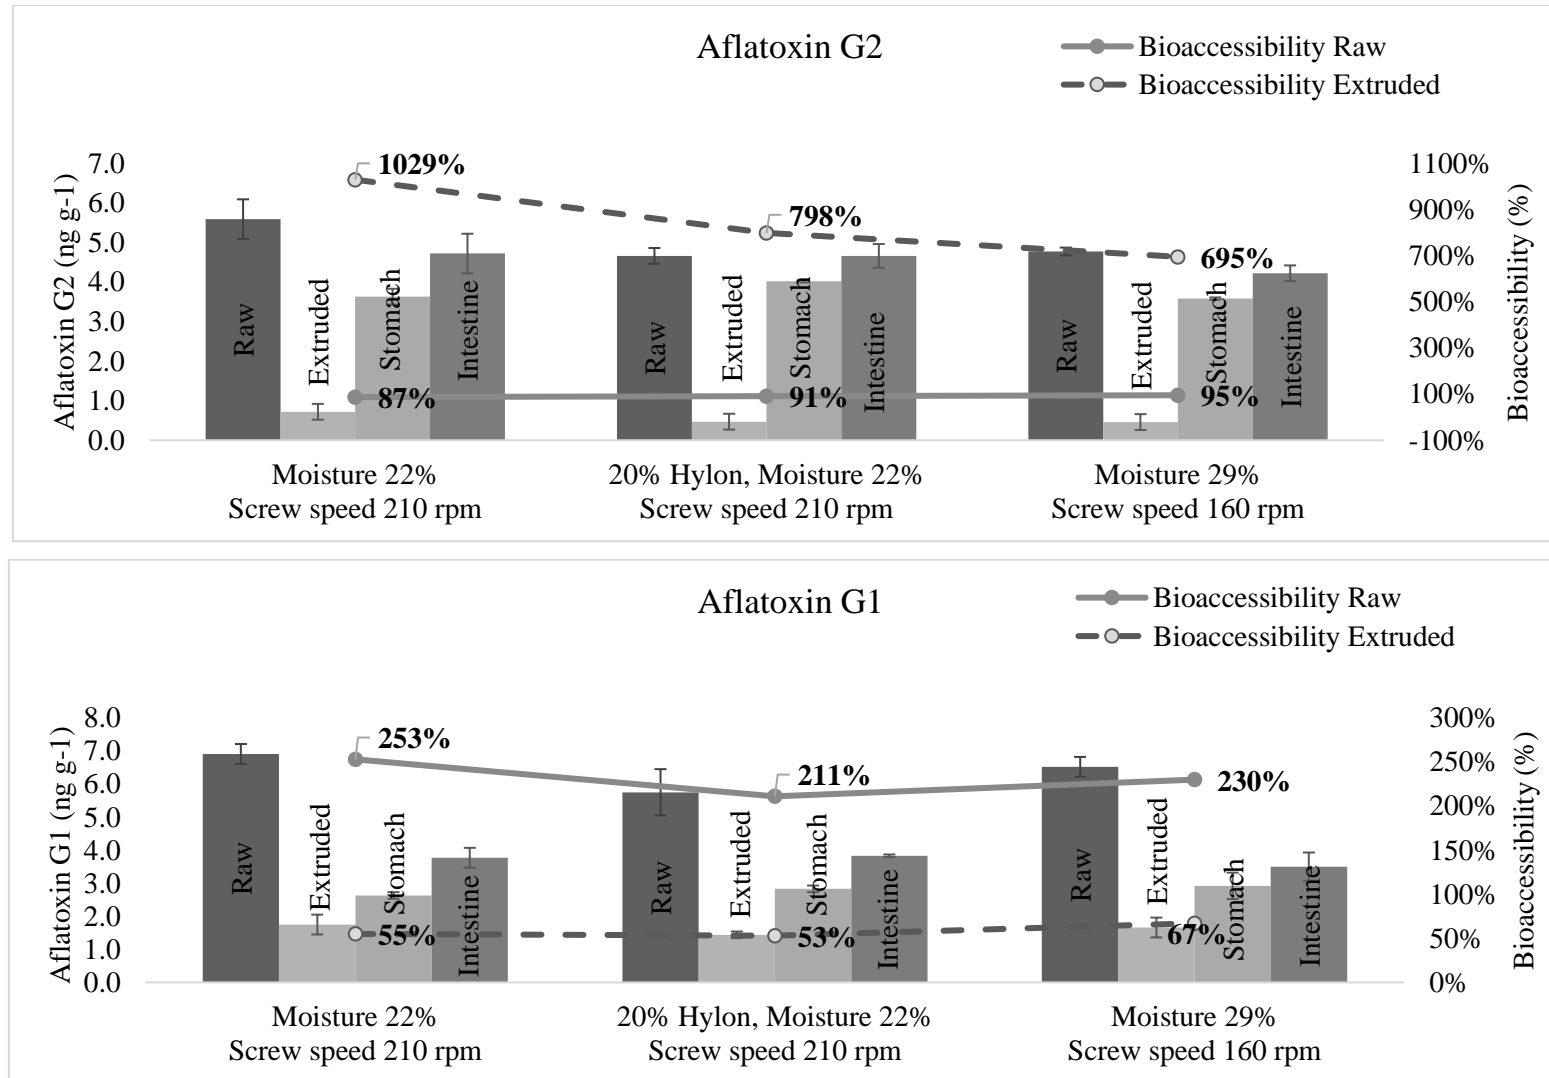 Aflatoxin G2
Bioaccessibility Raw
Bioaccessibility Extruded
Aflatoxin G2 (ng g-1)
7.0
6.0
5.0
4.0
3.0
2.0
1.0
0.0
1029%
798%
695%
87%
91%
95%
Raw
Extruded
Stomach
Intestine
Raw
Extruded
Stomach
Intestine
Raw
Extruded
Stomach
Intestine
1100%
900%
700%
500%
300%
100%
-100%
Bioaccessibility (%)
Moisture 22%
Screw speed 210 rpm
20% Hylon, Moisture 22%
Screw speed 210 rpm
Moisture 29%
Screw speed 160 rpm
Aflatoxin G1
Bioaccessibility Raw
Bioaccessibility Extruded
Aflatoxin G1 (ng g-1)
8.0
7.0
6.0
5.0
4.0
3.0
2.0
1.0
0.0
253%
211%
230%
55%
53%
67%
Raw
Extruded
Stomach
Intestine
Raw
Extruded
Stomach
Intestine
Raw
Extruded
Stomach
Intestine
300%
250%
200%
150%
100%
50%
0%
Bioaccessibility (%)
Moisture 22%
Screw speed 210 rpm
20% Hylon, Moisture 22%
Screw speed 210 rpm
Moisture 29%
Screw speed 160 rpm